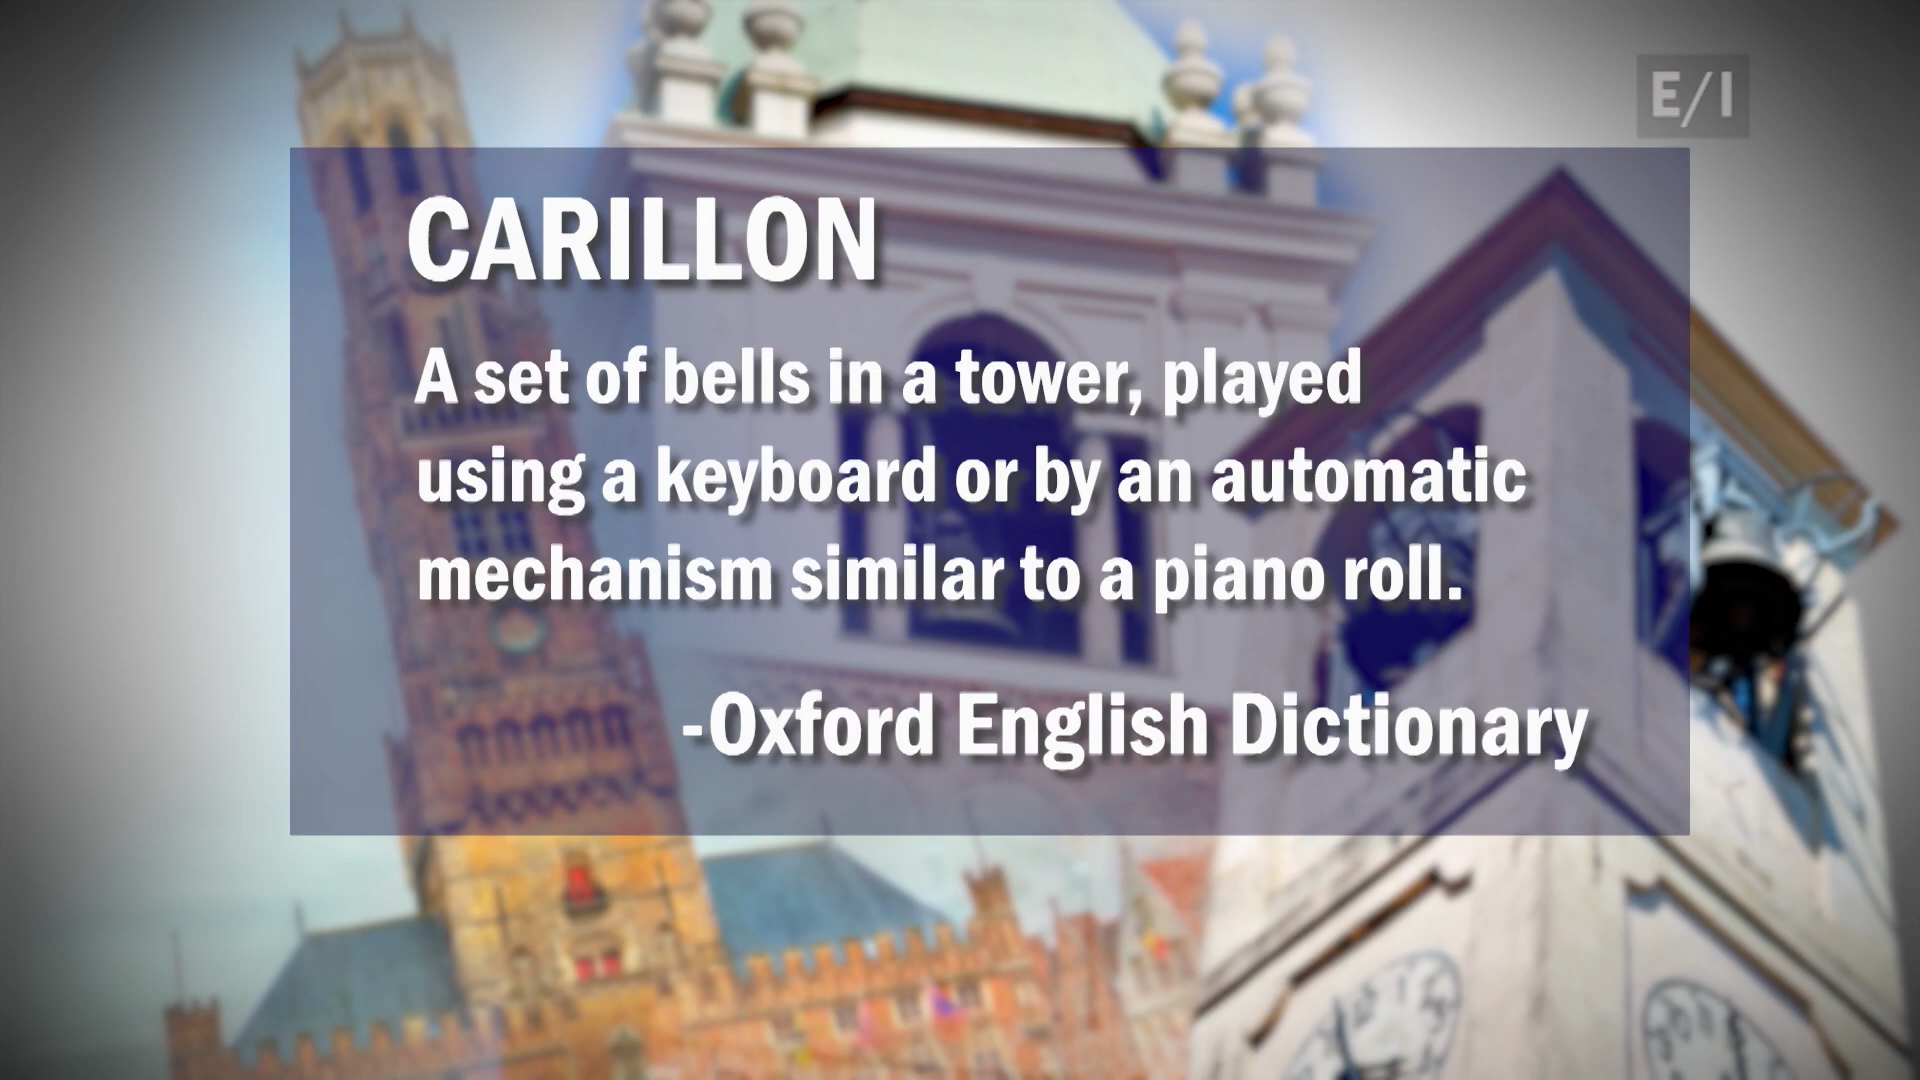 E/I
CARILLON
A set of bells in a tower, played
using a keyboard or by an automatic
mechanism similar to a piano roll.
-Oxford English Dictionary